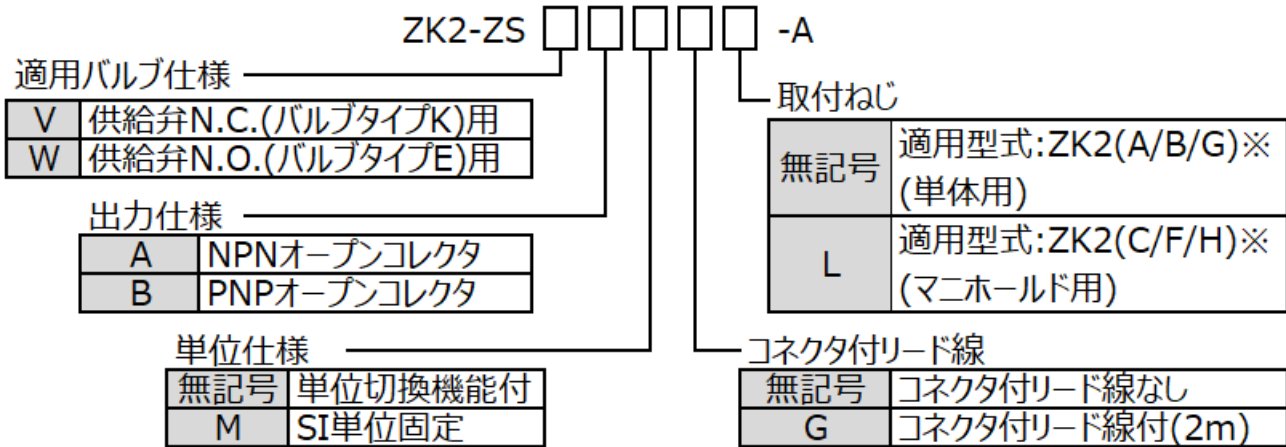 ZK2-ZS □ □ □ □ □ -A
適用バルブ仕様
V 供給弁N.C.(バルブタイプK)用
W 供給弁N.O.(バルブタイプE)用
出力仕様
A NPNオープンコレクタ
B PNPオープンコレクタ
単位仕様
無記号 単位切換機能付
M SI単位固定
取付ねじ
無記号 適用型式:ZK2(A/B/G)※
(単体用)
L 適用型式:ZK2(C/F/H)※
(マニホールド用)
コネクタ付リード線
無記号 コネクタ付リード線なし
G コネクタ付リード線付(2m)